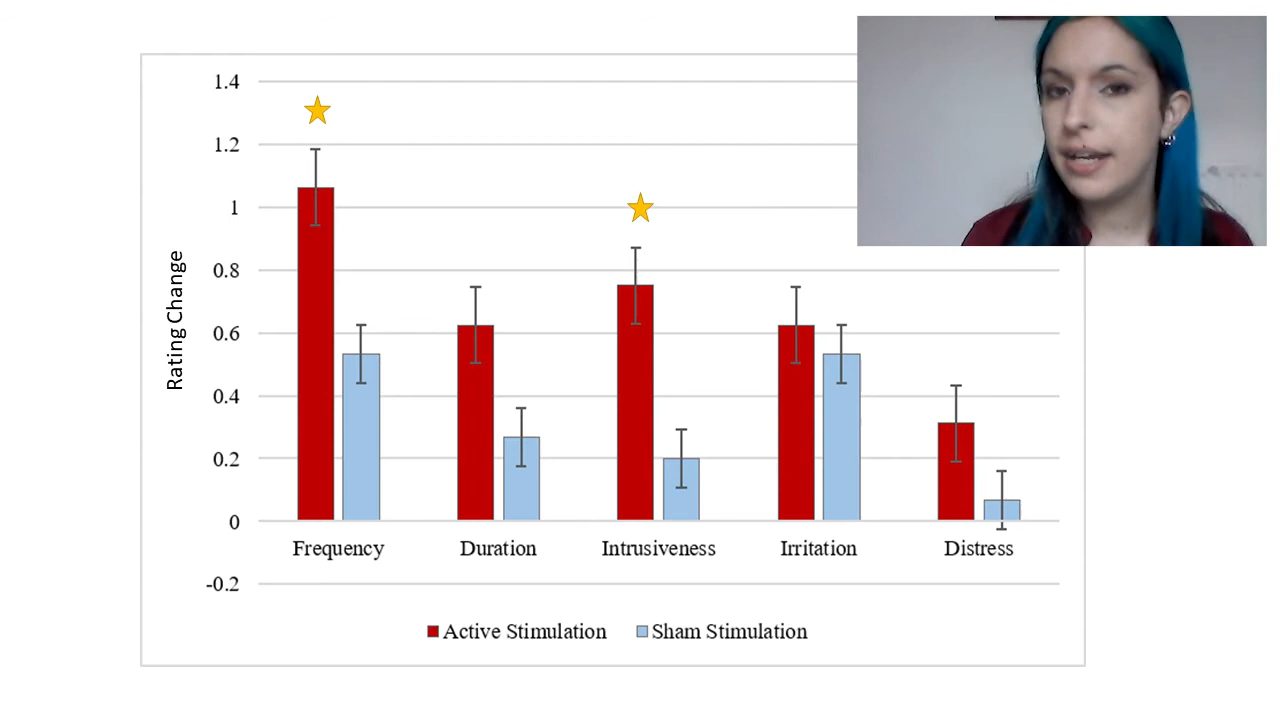 1.4
1.2
1
0.8
0.6
0.4
0.2
0
-0.2
Rating Change
Frequency
Duration
Intrusiveness
Irritation
Distress
Active Stimulation
Sham Stimulation